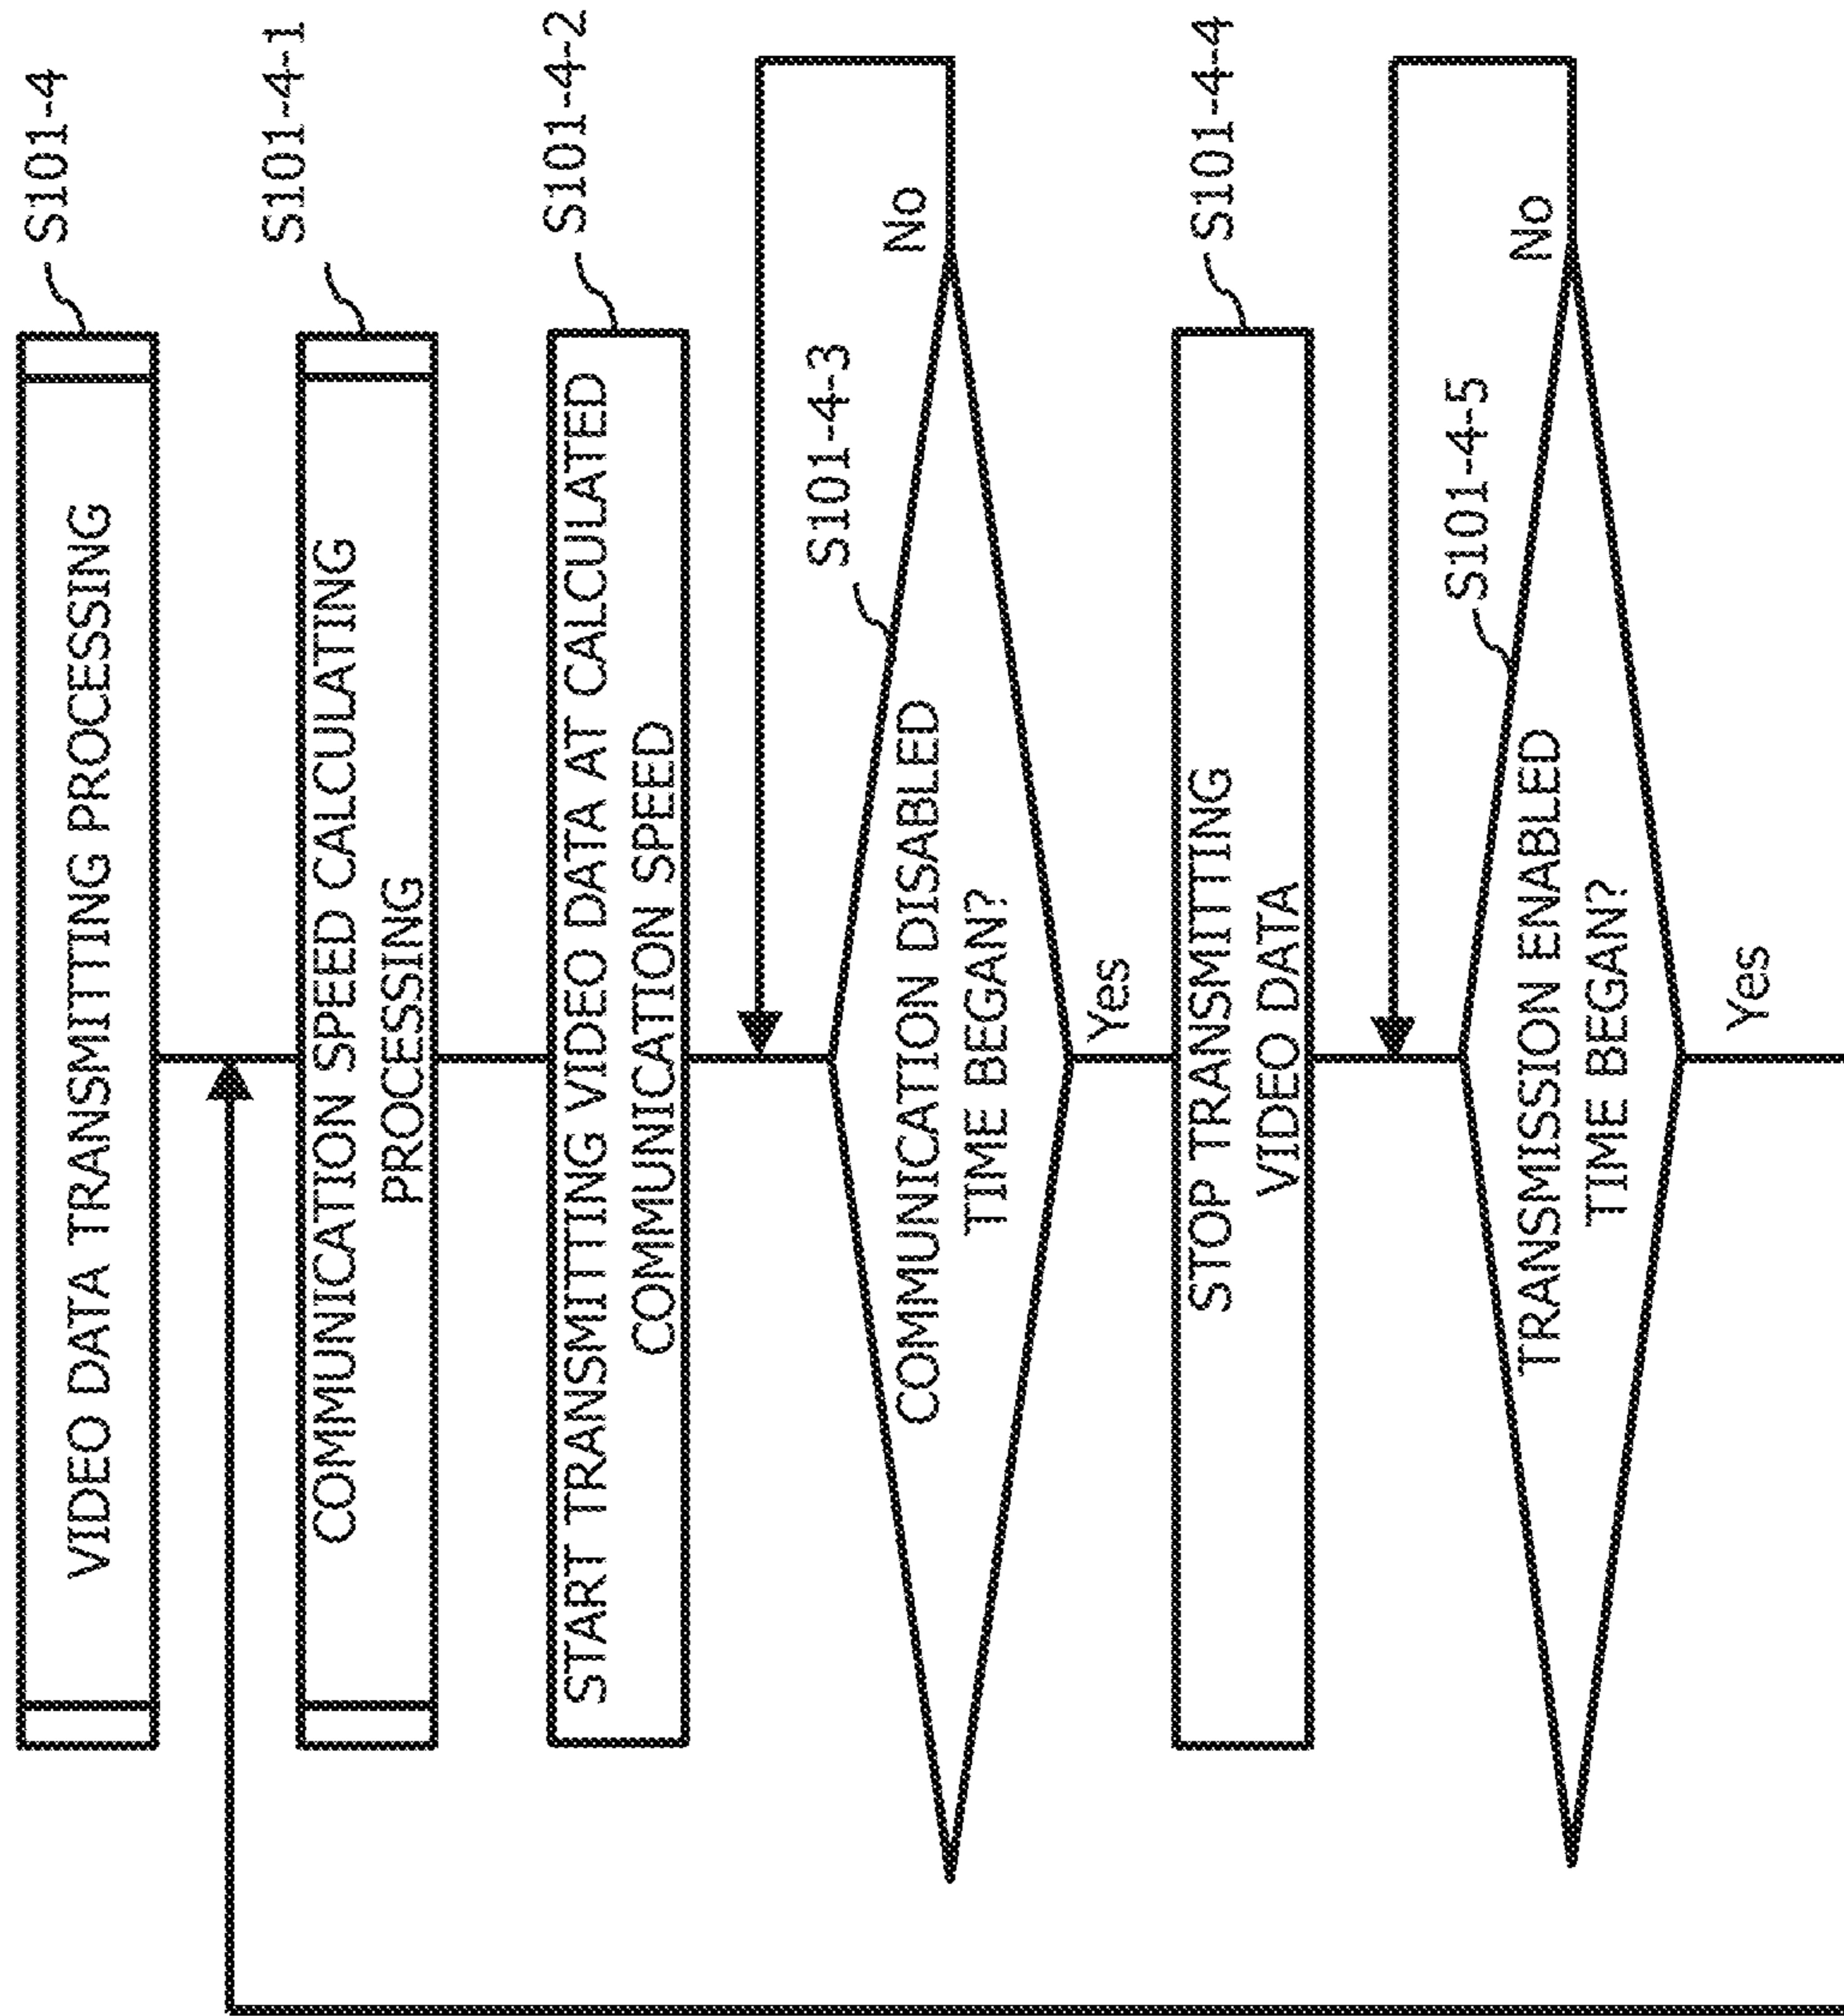 VIDEO DATA TRANSMITTING PROCESSING
S101-4
COMMUNICATION SPEED CALCULATING
PROCESSING
S101-4-1
START TRANSMITTING VIDEO DATA AT CALCULATED
COMMUNICATION SPEED
S101-4-2
S101-4-3
COMMUNICATION DISABLED
TIME BEGAN?
No
Yes
STOP TRANSMITTING
VIDEO DATA
S101-4-4
S101-4-5
TRANSMISSION ENABLED
TIME BEGAN?
No
Yes